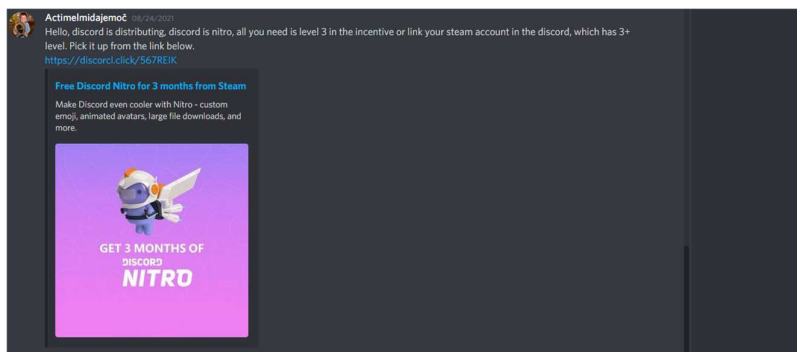 Actimelmidajemoč 08/24/2021
Hello, discord is distributing, discord is nitro, all you need is level 3 in the incentive or link your steam account in the discord, which has 3+
level. Pick it up from the link below.
https://discorcl.click/567REIK
Free Discord Nitro for 3 months from Steam
Make Discord even cooler with Nitro - custom
emoji, animated avatars, large file downloads, and
more.
GET 3 MONTHS OF
DISCORD
NITRO